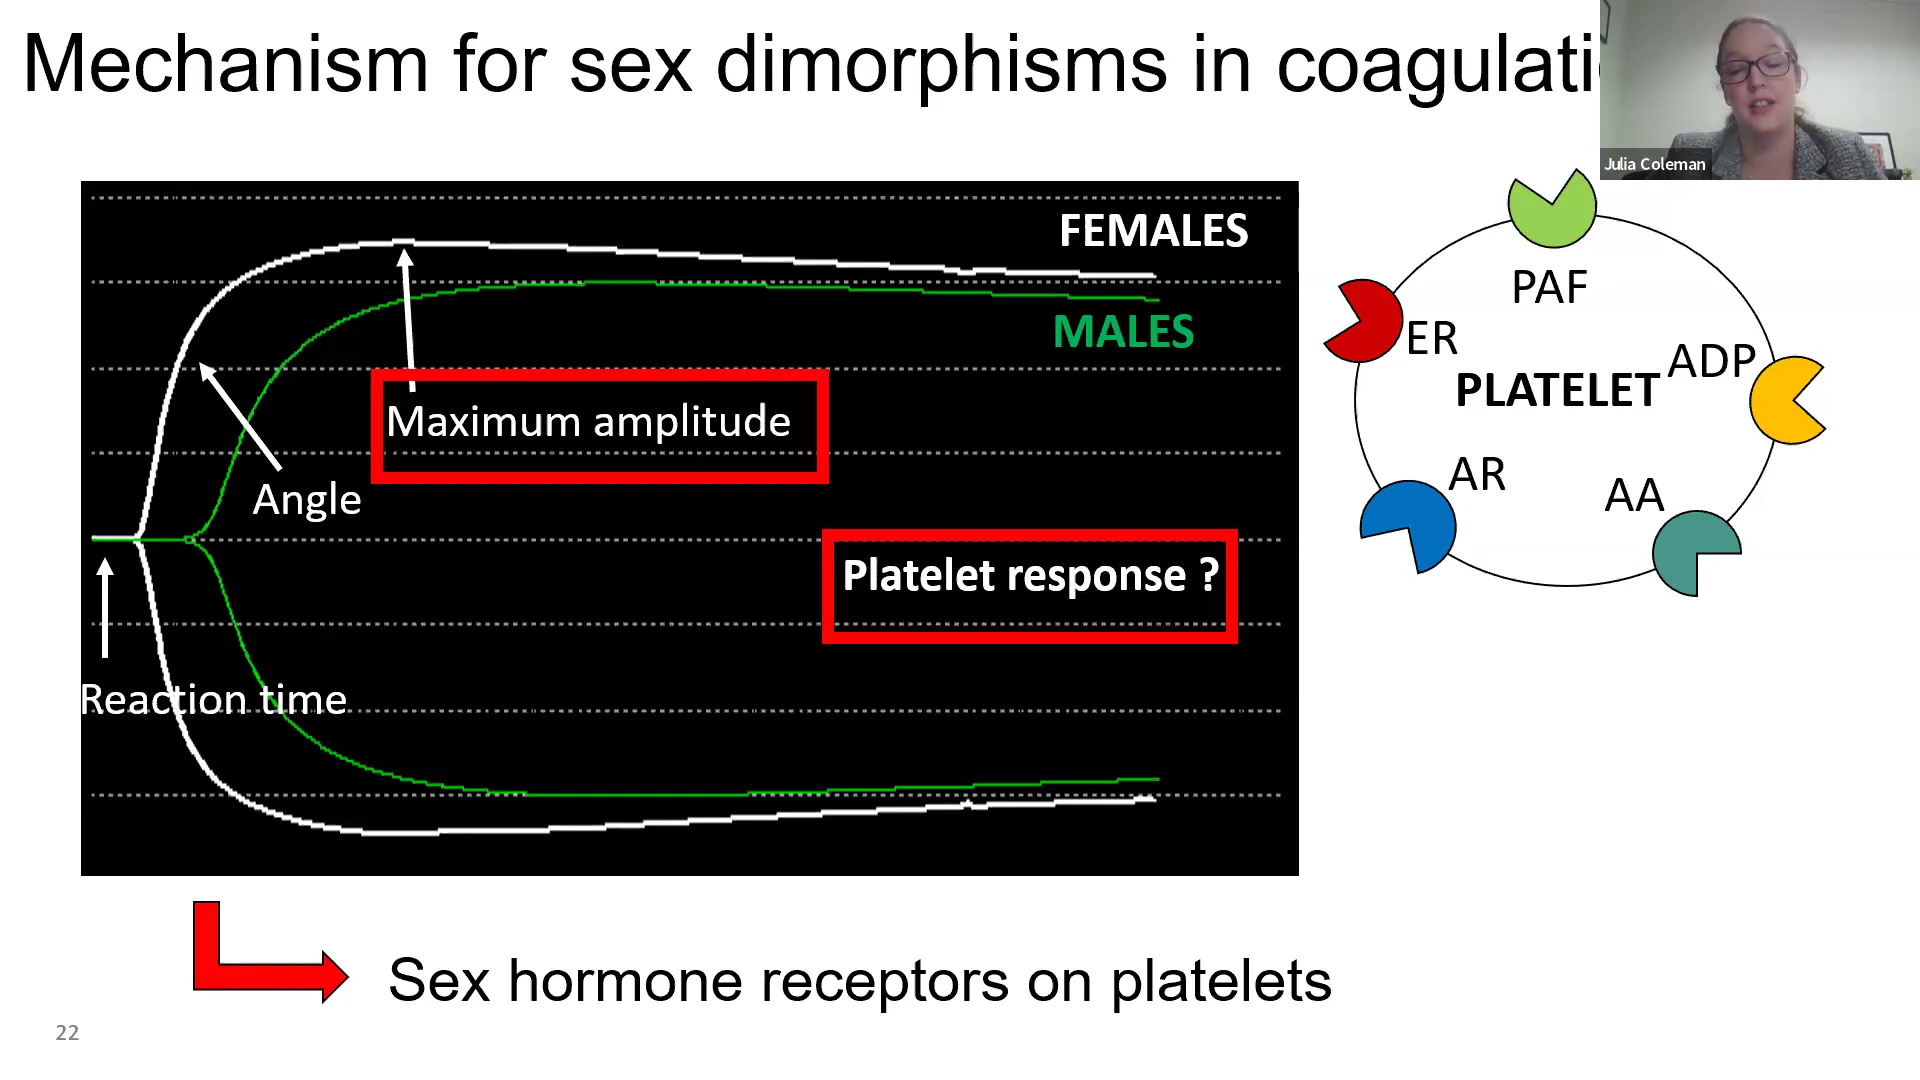 Mechanism for sex dimorphisms in coagulati
Julia Coleman
FEMALES
MALES
Maximum amplitude
Angle
Platelet response ?
Reaction time
PAF
ER
ADP
PLATELET
AR
AA
Sex hormone receptors on platelets
22